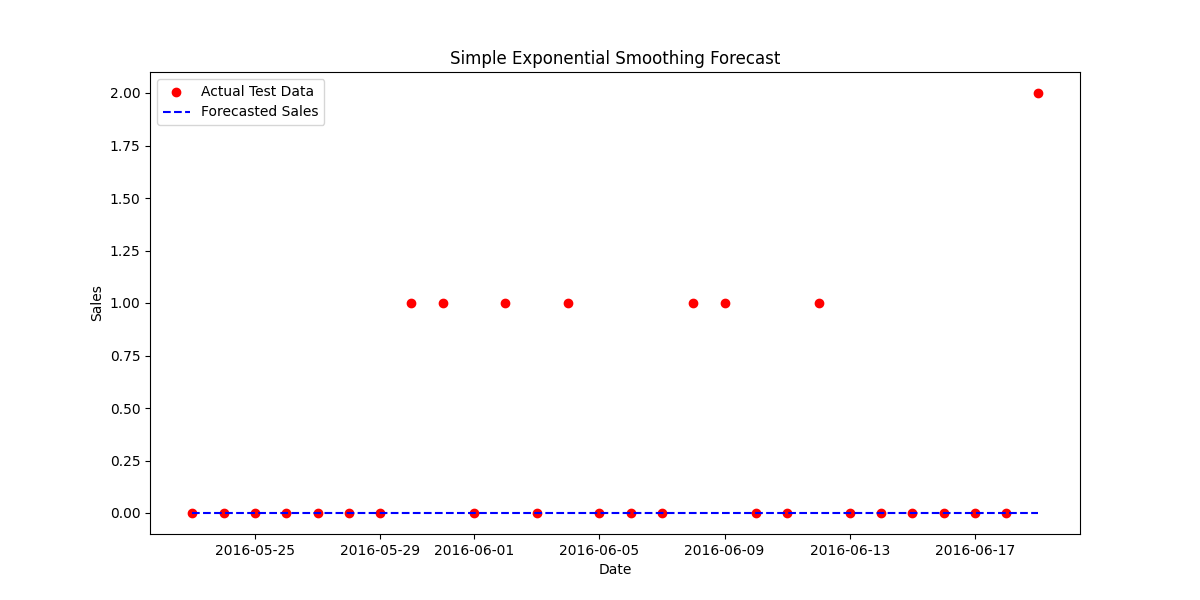 Simple Exponential Smoothing Forecast
Actual Test Data
Forecasted Sales
2.00
1.75
1.50
1.25
1.00
0.75
0.50
0.25
0.00
Sales
2016-05-25 2016-05-29 2016-06-01 2016-06-05 2016-06-09 2016-06-13 2016-06-17
Date